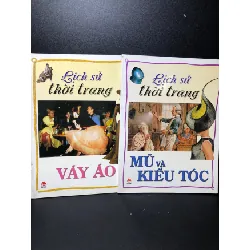 Lịch sử
thời trang
VÁY ÁO
Lịch sử
thời trang
MŨ VÀ
KIỂU TÓC